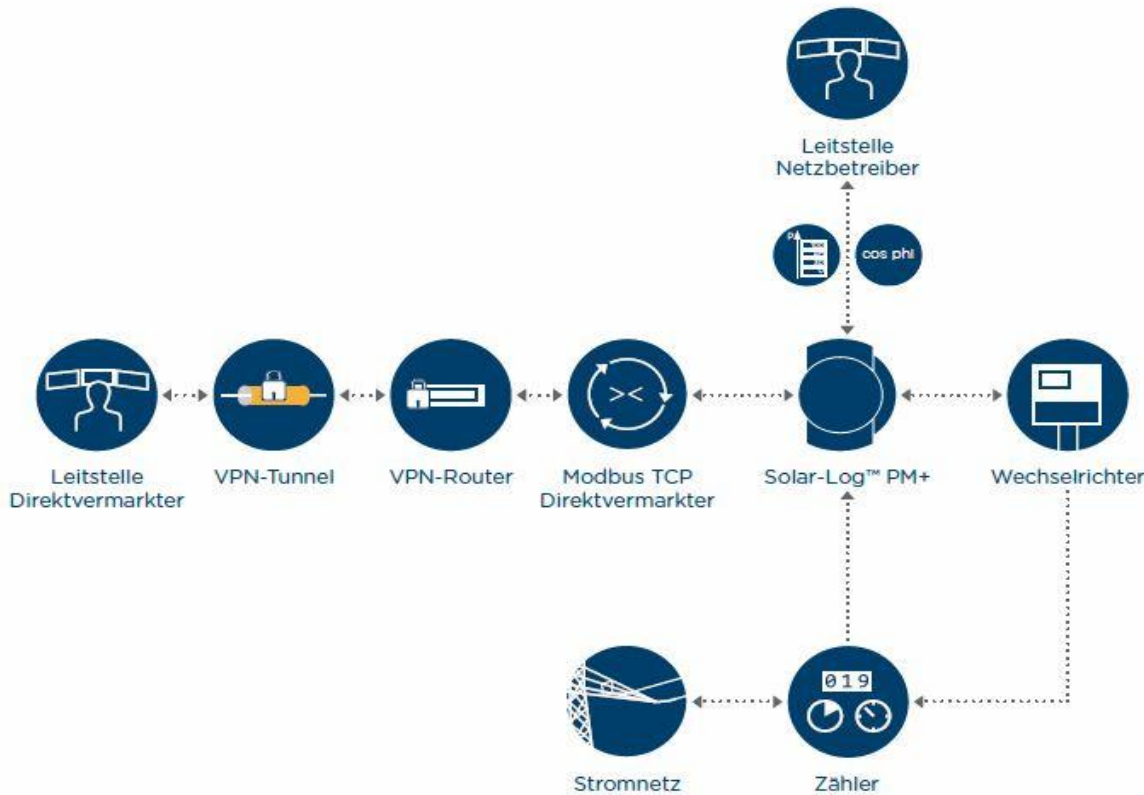 Leitstelle
Netzbetreiber
P
cos phi
Leitstelle
Direktvermarkter
VPN-Tunnel
VPN-Router
Modbus TCP
Direktvermarkter
Solar-Log™ PM+
Wechselrichter
019
Stromnetz
Zähler